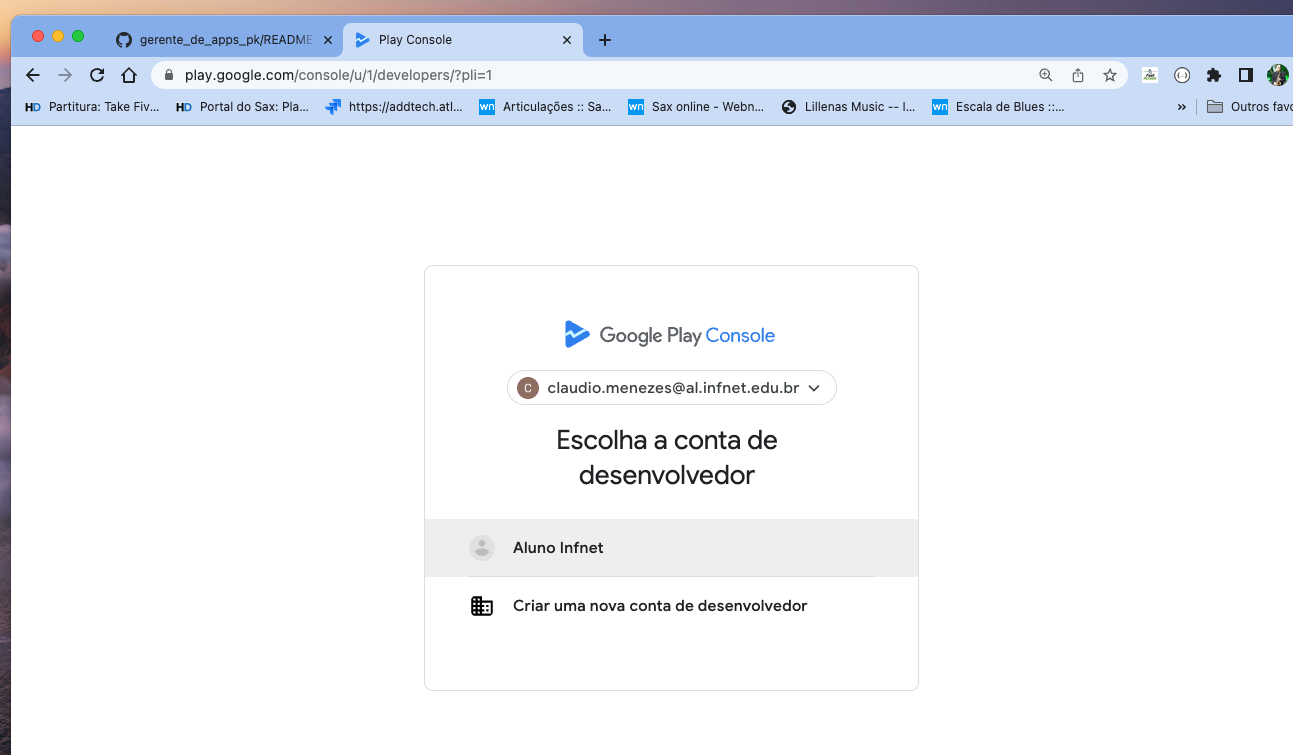 gerente_de_apps_pk/README
Play Console
play.google.com/console/u/1/developers/?pli=1
HD Partitura: Take Fiv...
HD Portal do Sax: Pla...
https://addtech.atl...
wn Articulações :: Sa...
wn Sax online - Webn...
Lillenas Music -- I...
wn Escala de Blues ::...
»
Outros favo
Google Play Console
C claudio.menezes@al.infnet.edu.br
Escolha a conta de
desenvolvedor
Aluno Infnet
Criar uma nova conta de desenvolvedor